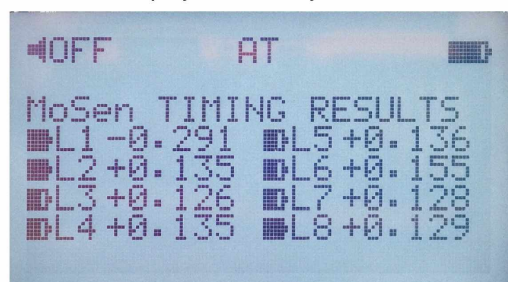 OFF AT
MoSen TIMING RESULTS
L1 -0.291 L5 +0.136
L2 +0.135 L6 +0.155
L3 +0.126 L7 +0.128
L4 +0.135 L8 +0.129